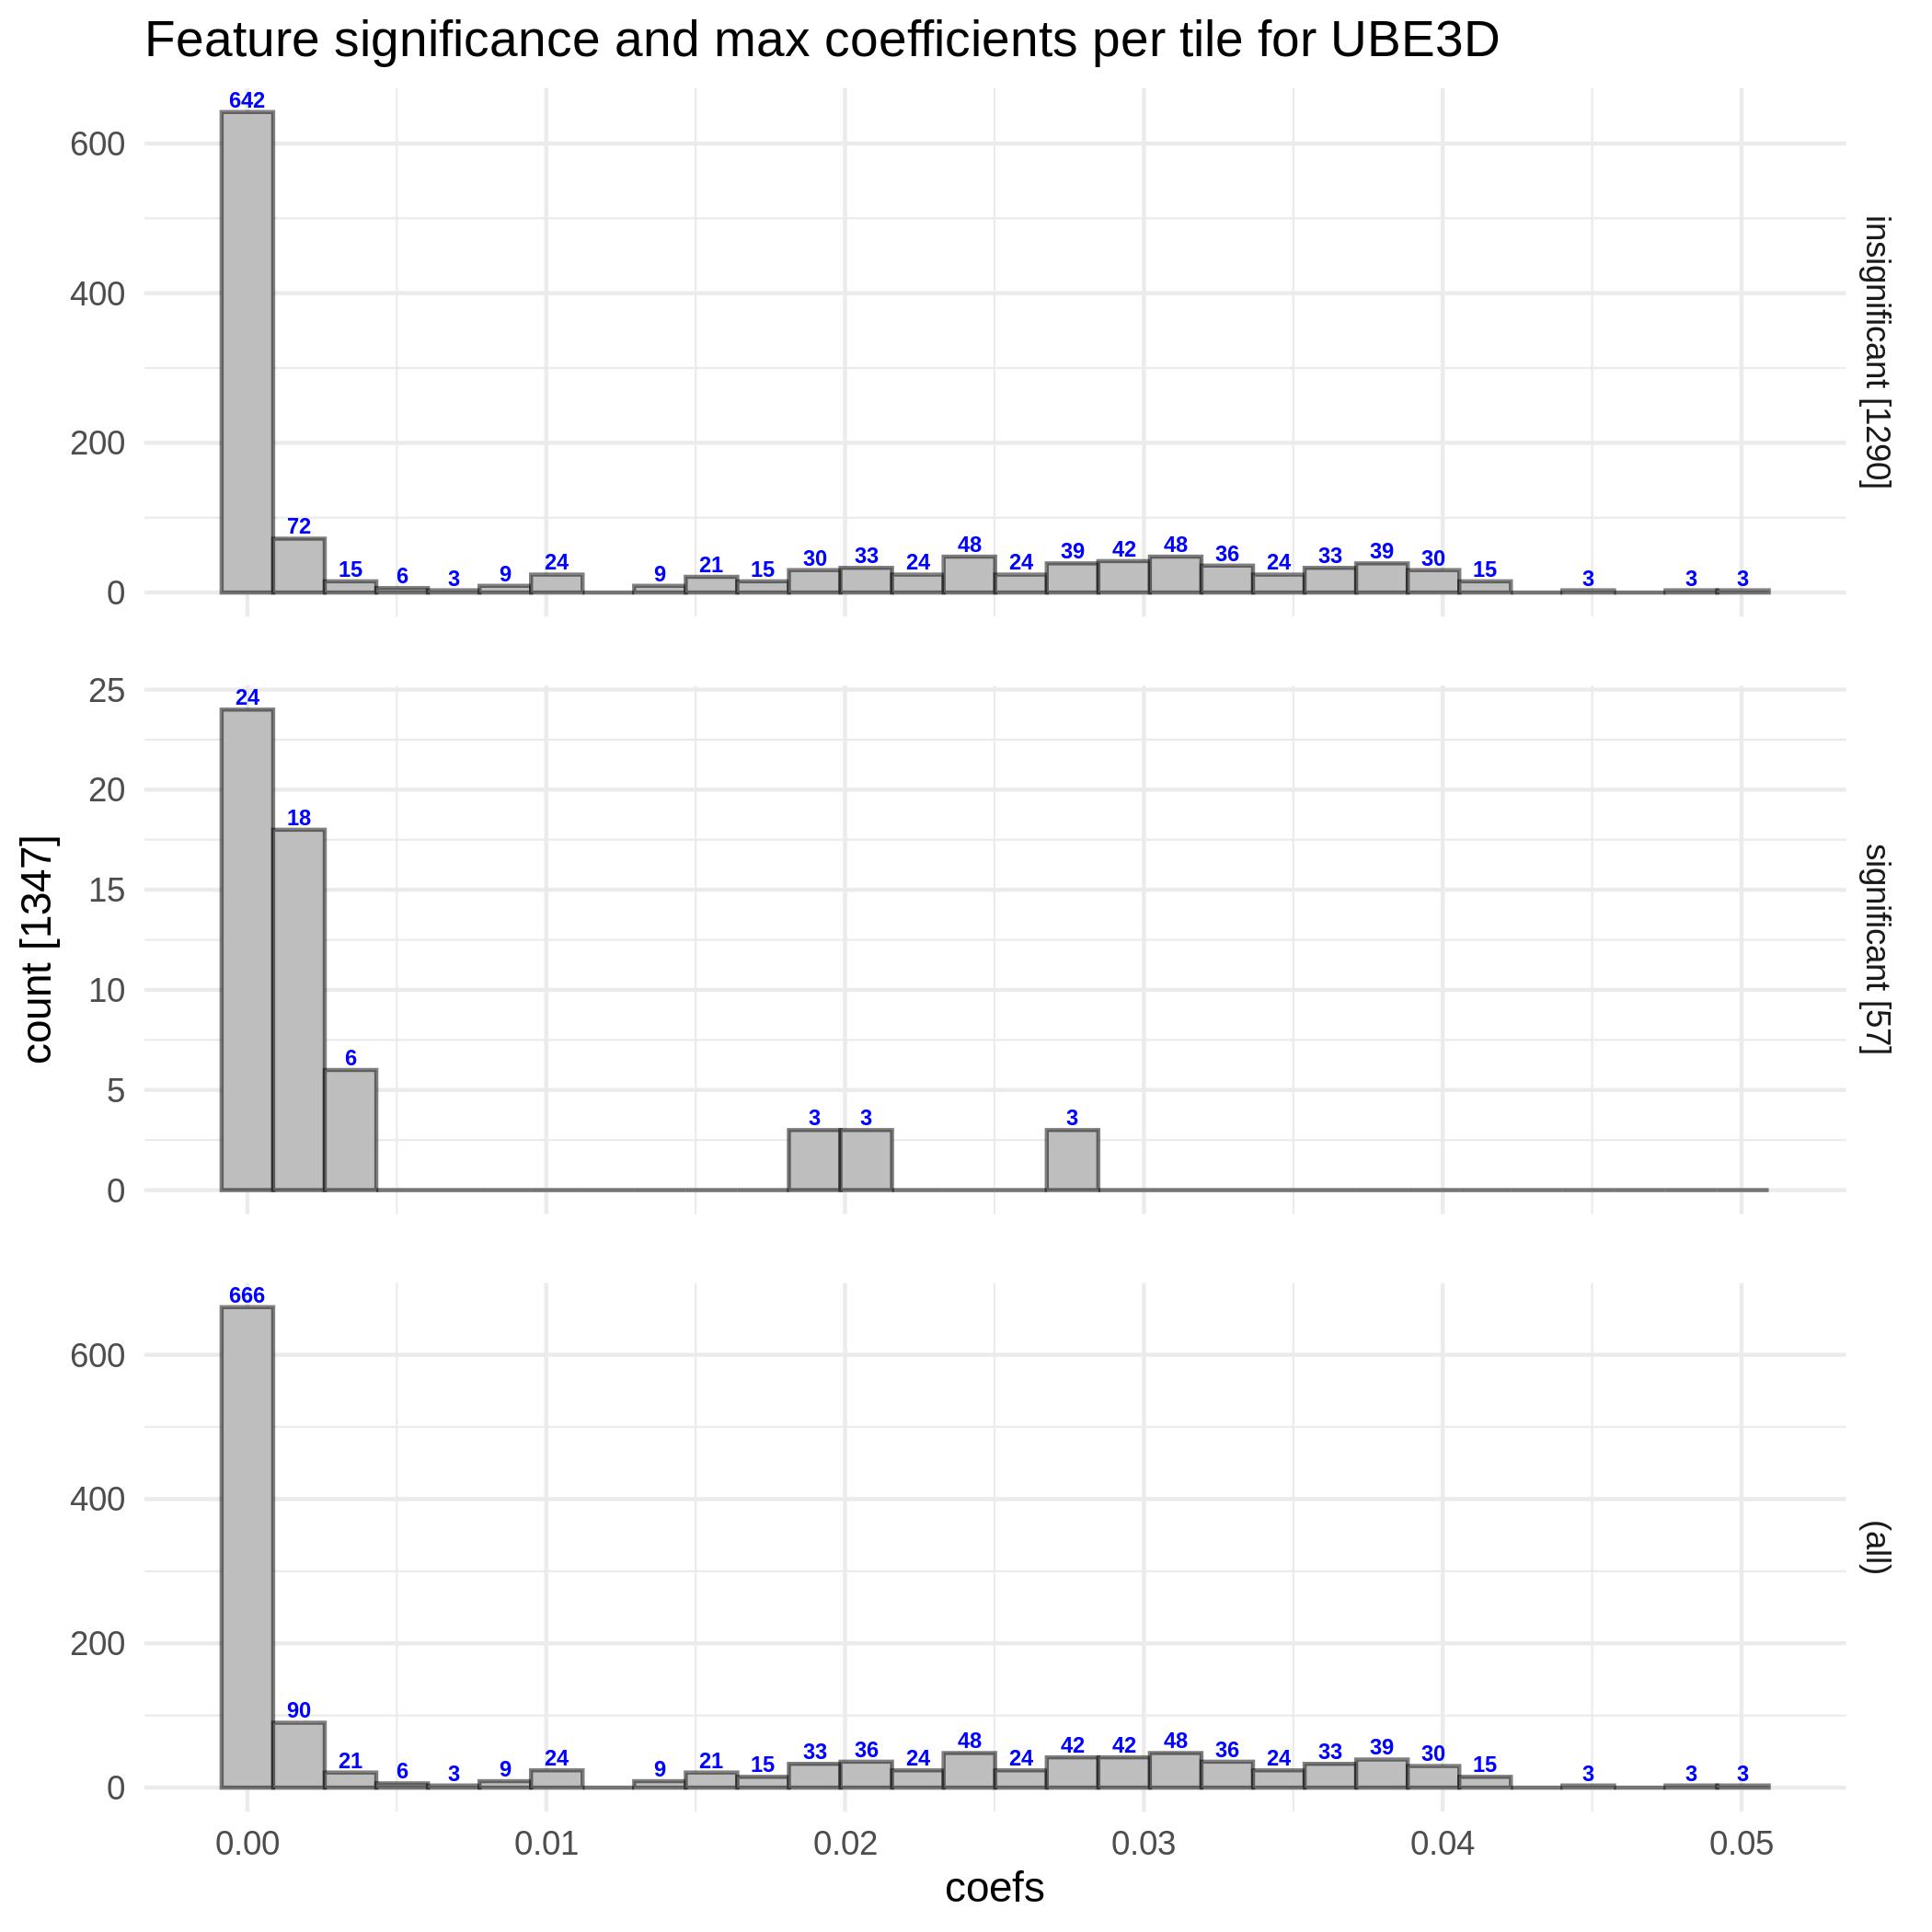 Feature significance and max coefficients per tile for UBE3D
642
600
400
200
0
72 15 6 3 9 24 9 21 15 30 33 24 48 24 39 42 48 36 24 33 39 30 15 3 3 3
insignificant [1290]
25
20
15
10
5
0
24 18 6 3 3 3
significant [57]
count [1347]
666
600
400
200
0
90 21 6 3 9 24 9 21 15 33 36 24 48 24 42 42 48 36 24 33 39 30 15 3 3 3
(all)
0.00 0.01 0.02 0.03 0.04 0.05
coefs